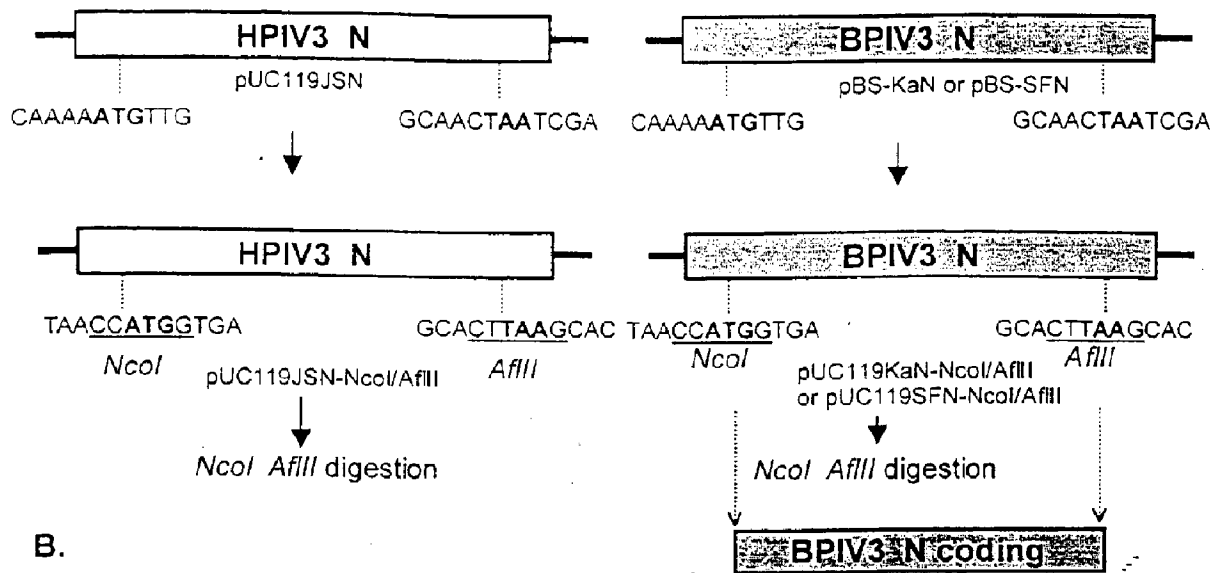 HPIV3 N
BPIV3 N
pUC119JSN
pBS-KaN or pBS-SFN
CAAAAATGTTG
GCAACTAATCGA
CAAAAATGTTG
GCAACTAATCGA
HPIV3 N
BPIV3 N
TAACCATGGTGA
GCACTTAAGCAC
TAACCATGGTGA
GCACTTAAGCAC
NcoI
AflII
NcoI
AflII
pUC119JSN-NcoI/AflII
pUC119KaN-NcoI/AflII
or pUC119SFN-NcoI/AflII
NcoI AflII digestion
NcoI AflII digestion
B.
BPIV3 N coding